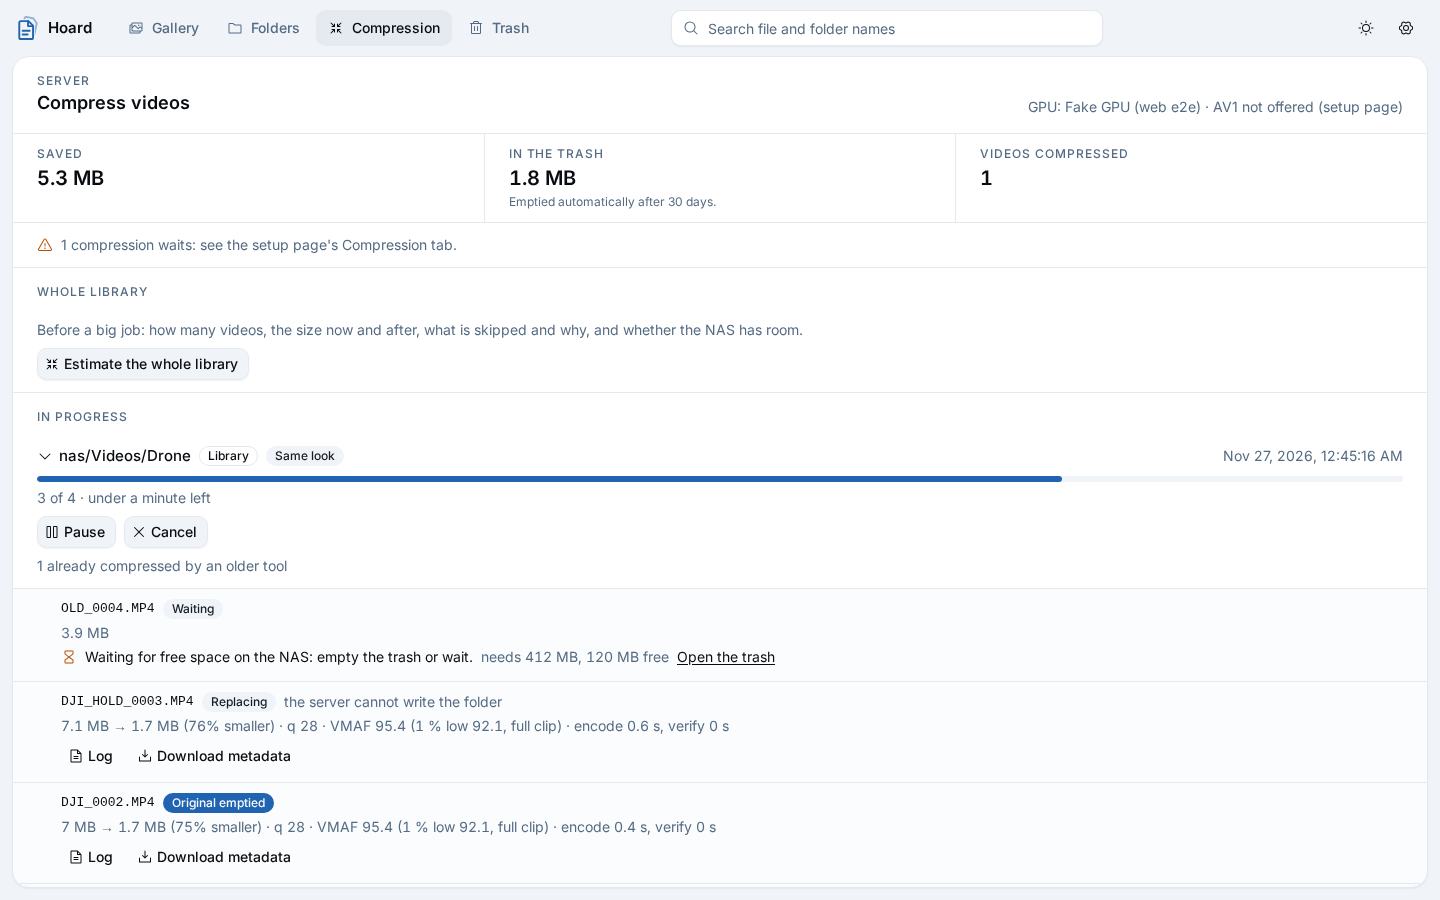 Hoard
Gallery
Folders
Compression
Trash
Search file and folder names
SERVER
Compress videos
GPU: Fake GPU (web e2e) · AV1 not offered (setup page)
SAVED
5.3 MB
IN THE TRASH
1.8 MB
Emptied automatically after 30 days.
VIDEOS COMPRESSED
1
1 compression waits: see the setup page's Compression tab.
WHOLE LIBRARY
Before a big job: how many videos, the size now and after, what is skipped and why, and whether the NAS has room.
Estimate the whole library
IN PROGRESS
nas/Videos/Drone Library Same look
Nov 27, 2026, 12:45:16 AM
3 of 4 · under a minute left
Pause
Cancel
1 already compressed by an older tool
OLD_0004.MP4 Waiting
3.9 MB
Waiting for free space on the NAS: empty the trash or wait. needs 412 MB, 120 MB free Open the trash
DJI_HOLD_0003.MP4 Replacing the server cannot write the folder
7.1 MB → 1.7 MB (76% smaller) · q 28 · VMAF 95.4 (1 % low 92.1, full clip) · encode 0.6 s, verify 0 s
Log
Download metadata
DJI_0002.MP4 Original emptied
7 MB → 1.7 MB (75% smaller) · q 28 · VMAF 95.4 (1 % low 92.1, full clip) · encode 0.4 s, verify 0 s
Log
Download metadata